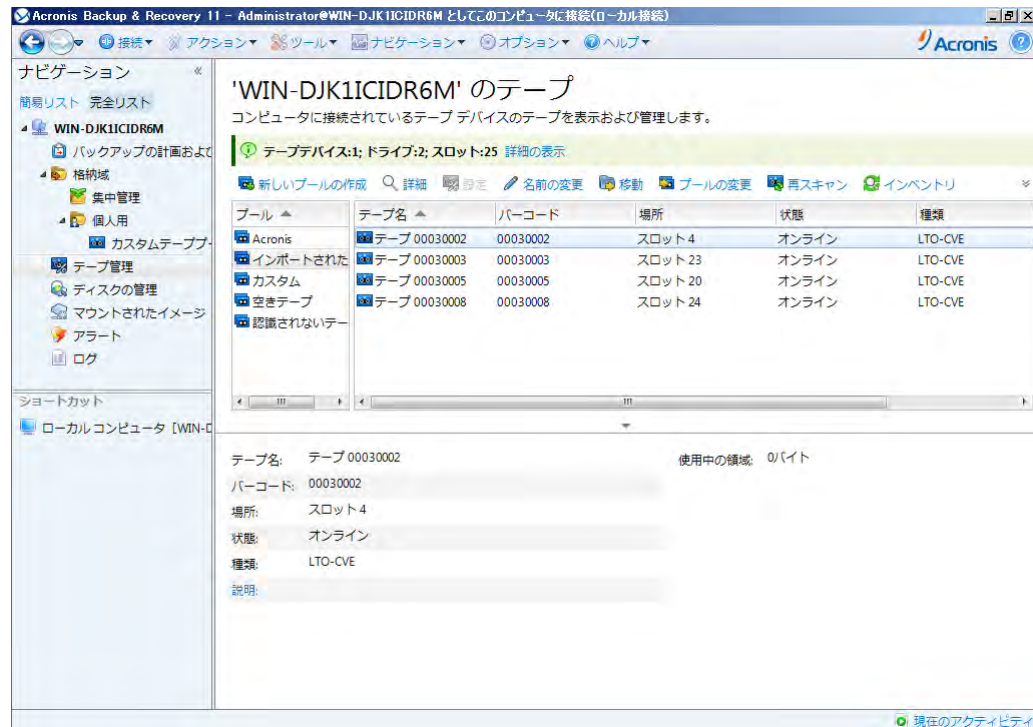 Acronis Backup & Recovery 11 - Administrator@WIN-DJK1ICIDR6M としてこのコンピュータに接続(ローカル接続)
接続 アクション ツール ナビゲーション オプション ヘルプ Acronis
ナビゲーション
簡易リスト 完全リスト
WIN-DJK1ICIDR6M
バックアップの計画およて
格納域
集中管理
個人用
カスタムテーププ-
テープ管理
ディスクの管理
マウントされたイメージ
アラート
ログ
ショートカット
ローカル コンピュータ [WIN-D
'WIN-DJK1ICIDR6M' のテープ
コンピュータに接続されているテープ デバイスのテープを表示および管理します。
テープデバイス:1; ドライブ:2; スロット:25 詳細の表示
新しいプールの作成 詳細 設定 名前の変更 移動 プールの変更 再スキャン インベントリ
プール
Acronis
インポートされた
カスタム
空きテープ
認識されないテー
テープ名 バーコード 場所 状態 種類
テープ 00030002 00030002 スロット 4 オンライン LTO-CVE
テープ 00030003 00030003 スロット 23 オンライン LTO-CVE
テープ 00030005 00030005 スロット 20 オンライン LTO-CVE
テープ 00030008 00030008 スロット 24 オンライン LTO-CVE
テープ名: テープ 00030002 使用中の領域: 0バイト
バーコード: 00030002
場所: スロット 4
状態: オンライン
種類: LTO-CVE
説明:
現在のアクティビティ